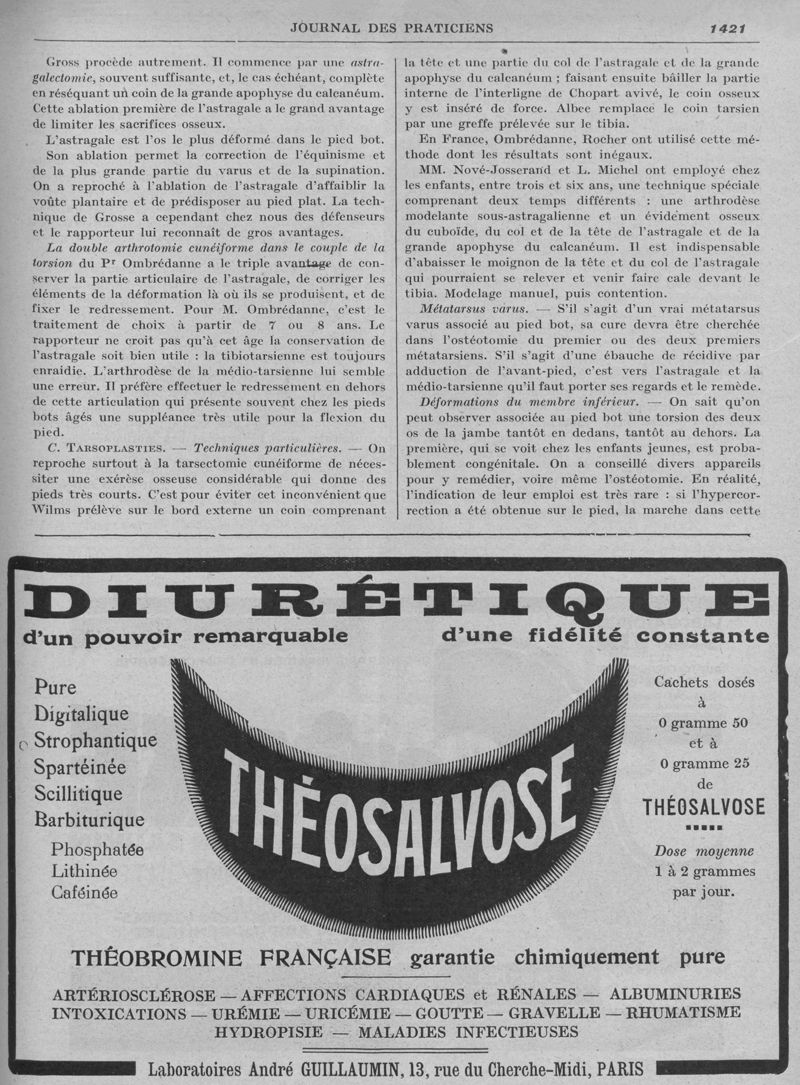 JOURNAL DES PRATICIENS 1421
Gross procède autrement. Il commence par une astra-
galectomie, souvent suffisante, et, le cas échéant, complète
en réséquant un coin de la grande apophyse du calcanéum.
Cette ablation première de l'astragale a le grand avantage
de limiter les sacrifices osseux.
L'astragale est l'os le plus déformé dans le pied bot.
Son ablation permet la correction de l'équinisme et
de la plus grande partie du varus et de la supination.
On a reproché à l'ablation de l'astragale d'affaiblir la
voûte plantaire et de prédisposer au pied plat. La tech-
nique de Grosse a cependant chez nous des défenseurs
et le rapporteur lui reconnaît de gros avantages.
La double arthrotomie cunéiforme dans le couple de la
torsion du Pr Ombrédanne a le triple avantage de con-
server la partie articulaire de l'astragale, de corriger les
éléments de la déformation là où ils se produisent, et de
fixer le redressement. Pour M. Ombrédanne, c'est le
traitement de choix à partir de 7 ou 8 ans. Le
rapporteur ne croit pas qu'à cet âge la conservation de
l'astragale soit bien utile : la tibiotarsienne est toujours
enraidie. L'arthrodèse de la médio-tarsienne lui semble
une erreur. Il préfère effectuer le redressement en dehors
de cette articulation qui présente souvent chez les pieds
bots âgés une suppléance très utile pour la flexion du
pied.
C. TARSOPLASTIES. — Techniques particulières. — On
reproche surtout à la tarsectomie cunéiforme de néces-
siter une exérèse osseuse considérable qui donne des
pieds très courts. C'est pour éviter cet inconvénient que
Wilms prélève sur le bord externe un coin comprenant
la tête et une partie du col de l'astragale et de la grande
apophyse du calcanéum ; faisant ensuite bâiller la partie
interne de l'interligne de Chopart avivé, le coin osseux
y est inséré de force. Albee remplace le coin tarsien
par une greffe prélevée sur le tibia.
En France, Ombrédanne, Rocher ont utilisé cette mé-
thode dont les résultats sont inégaux.
MM. Nové-Josserand et L. Michel ont employé chez
les enfants, entre trois et six ans, une technique spéciale
comprenant deux temps différents : une arthrodèse
modelante sous-astragalienne et un évidement osseux
du cuboïde, du col et de la tête de l'astragale et de la
grande apophyse du calcanéum. Il est indispensable
d'abaisser le moignon de la tête et du col de l'astragale
qui pourraient se relever et venir faire cale devant le
tibia. Modelage manuel, puis contention.
Métatarsus varus. — S'il s'agit d'un vrai métatarsus
varus associé au pied bot, sa cure devra être cherchée
dans l'ostéotomie du premier ou des deux premiers
métatarsiens. S'il s'agit d'une ébauche de récidive par
adduction de l'avant-pied, c'est vers l'astragale et la
médio-tarsienne qu'il faut porter ses regards et le remède.
Déformations du membre inférieur. — On sait qu'on
peut observer associée au pied bot une torsion des deux
os de la jambe tantôt en dedans, tantôt au dehors. La
première, qui se voit chez les enfants jeunes, est proba-
blement congénitale. On a conseillé divers appareils
pour y remédier, voire même l'ostéotomie. En réalité,
l'indication de leur emploi est très rare : si l'hypercor-
rection a été obtenue sur le pied, la marche dans cette
DIURÉTIQUE
d'un pouvoir remarquable d'une fidélité constante
Pure
Digitalique
Strophantique
Spartéinée
Scillitique
Barbiturique
Phosphatée
Lithinée
Caféinée
THÉOSALVOSE
Cachets dosés
à
0 gramme 50
et à
0 gramme 25
de
THÉOSALVOSE
Dose moyenne
1 à 2 grammes
par jour.
THÉOBROMINE FRANÇAISE garantie chimiquement pure
ARTÉRIOSCLÉROSE — AFFECTIONS CARDIAQUES et RÉNALES — ALBUMINURIES
INTOXICATIONS — URÉMIE — URICÉMIE — GOUTTE — GRAVELLE — RHUMATISME
HYDROPISIE — MALADIES INFECTIEUSES
Laboratoires André GUILLAUMIN, 13, rue du Cherche-Midi, PARIS